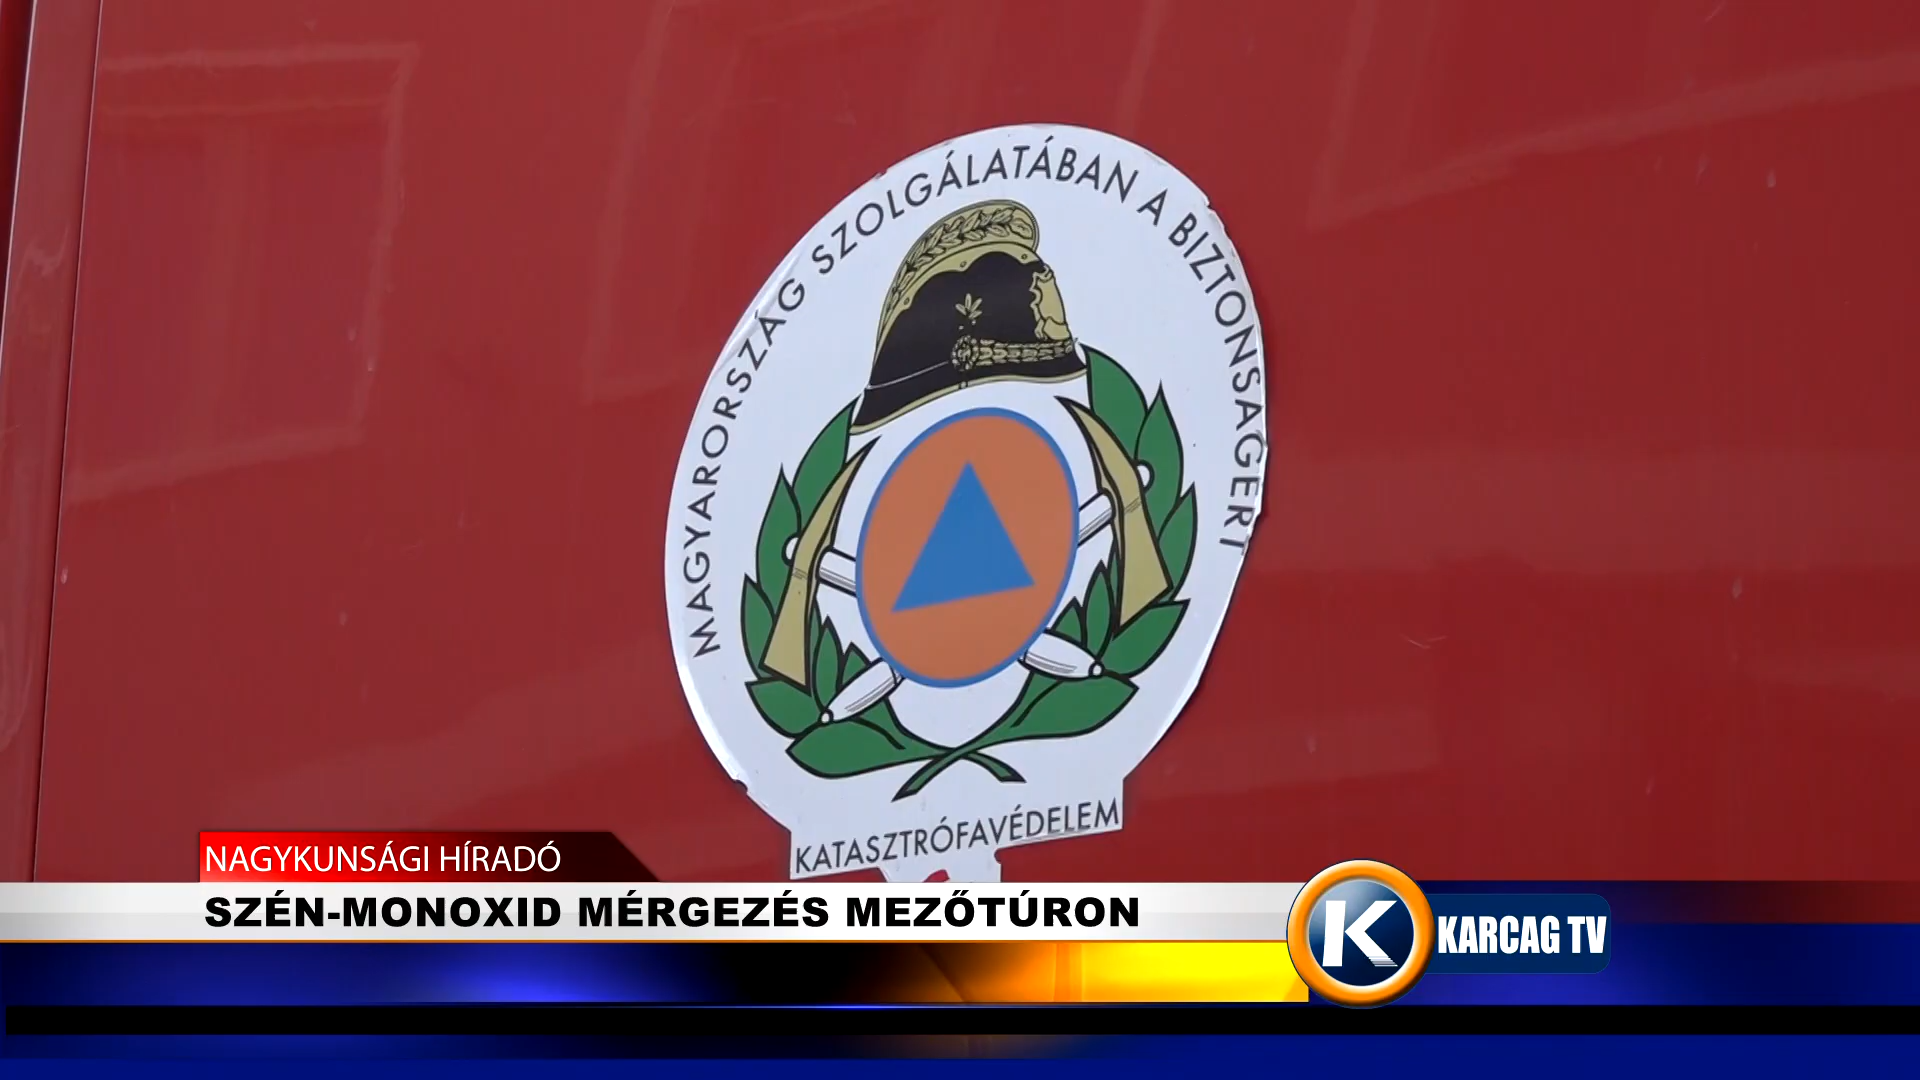 MAGYARORSZÁG SZOLGÁLATÁBAN A BIZTONSÁGÉRT
KATASZTRÓFAVÉDELEM
NAGYKUNSÁGI HÍRADÓ
SZÉN-MONOXID MÉRGEZÉS MEZŐTÚRON
K KARCAG TV